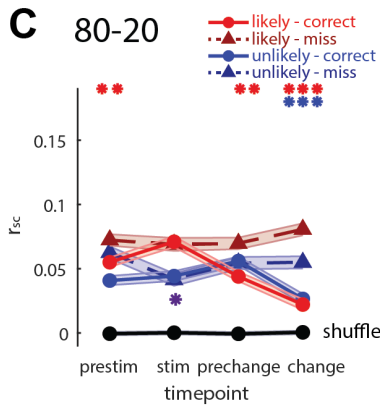 C 80-20
likely - correct
likely - miss
unlikely - correct
unlikely - miss
** ** ***
***
0.15
0.1
r_sc
0.05
*
0
shuffle
prestim stim prechange change
timepoint